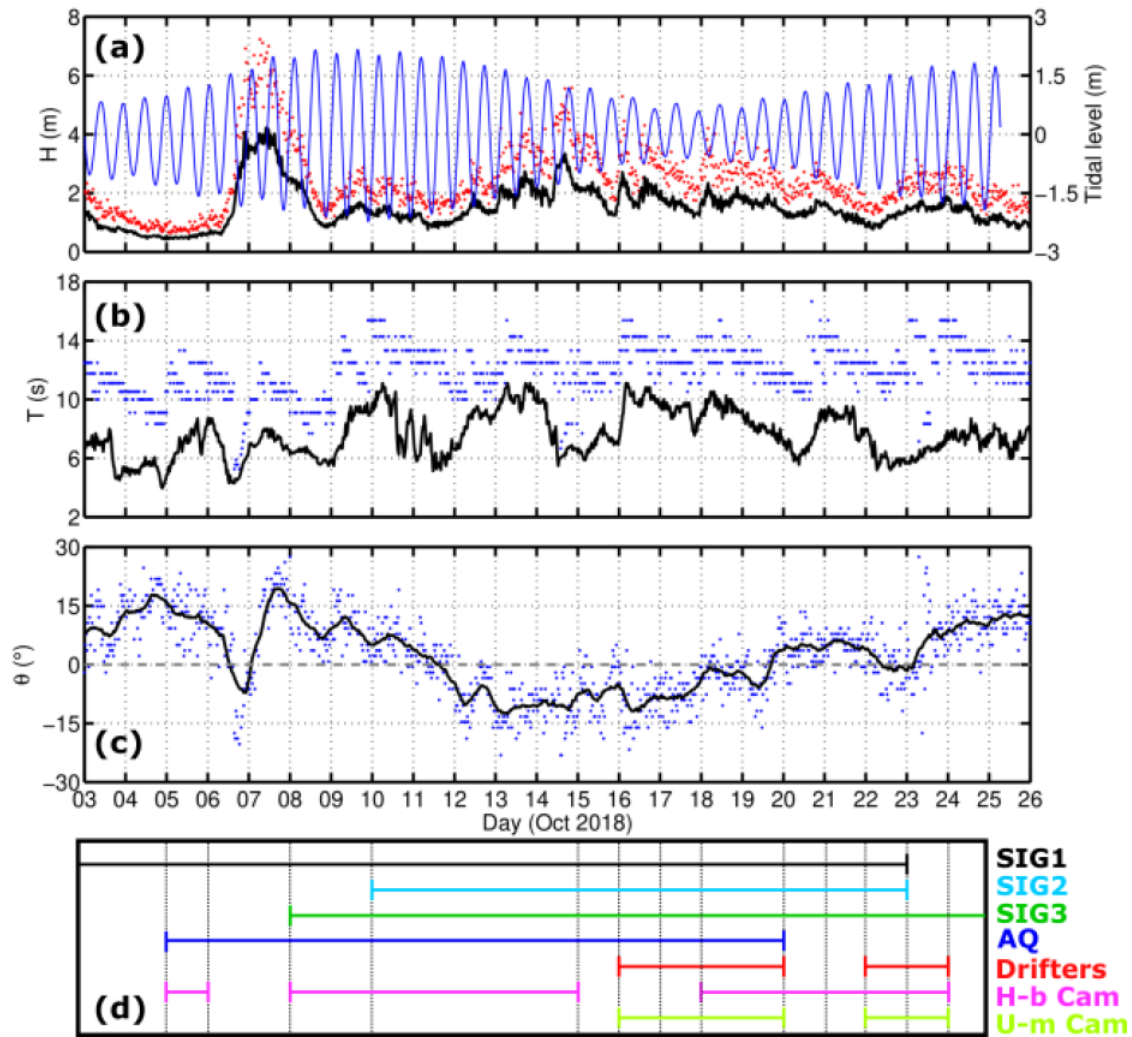 (a)
8
6
4
2
0
H (m)
3
1.5
0
−1.5
−3
Tidal level (m)
(b)
18
14
10
6
2
T (s)
(c)
30
15
0
−15
−30
θ (°)
03 04 05 06 07 08 09 10 11 12 13 14 15 16 17 18 19 20 21 22 23 24 25 26
Day (Oct 2018)
(d)
SIG1
SIG2
SIG3
AQ
Drifters
H-b Cam
U-m Cam